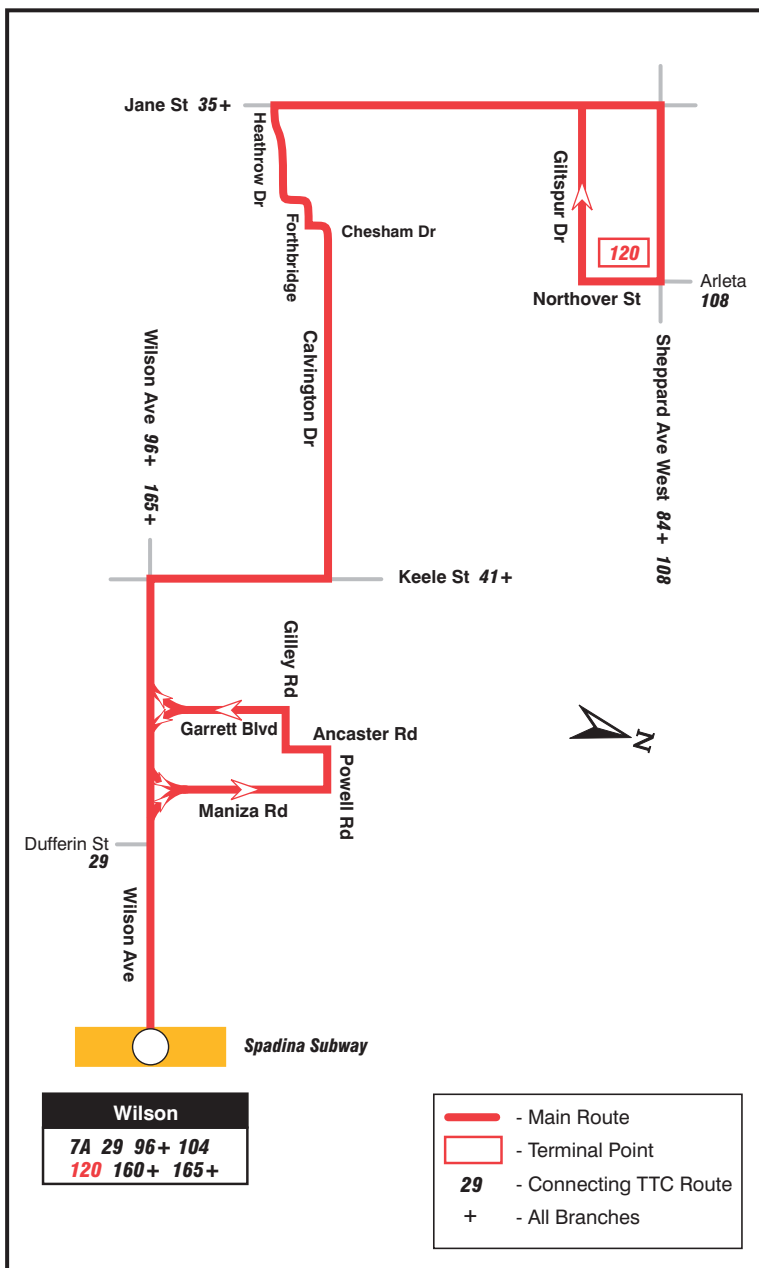 Jane St 35+
Heathrow Dr
Forthbridge
Chesham Dr
Giltspur Dr
120
Northover St
Arleta
108
Wilson Ave 96+ 165+
Calvington Dr
Sheppard Ave West 84+ 108
Keele St 41+
Gilley Rd
Garrett Blvd
Ancaster Rd
Powell Rd
Maniza Rd
N
Dufferin St
29
Wilson Ave
Spadina Subway
Wilson
7A 29 96+ 104
120 160+ 165+
- Main Route
- Terminal Point
29 - Connecting TTC Route
+ - All Branches